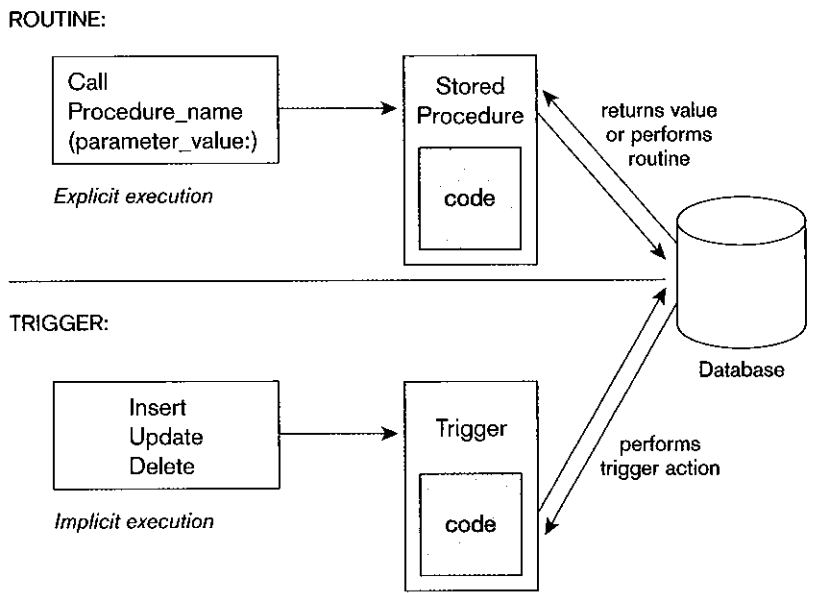 ROUTINE:
Call
Procedure_name
(parameter_value:)
Explicit execution
Stored
Procedure
code
returns value
or performs
routine
Database
TRIGGER:
Insert
Update
Delete
Implicit execution
Trigger
code
performs
trigger action